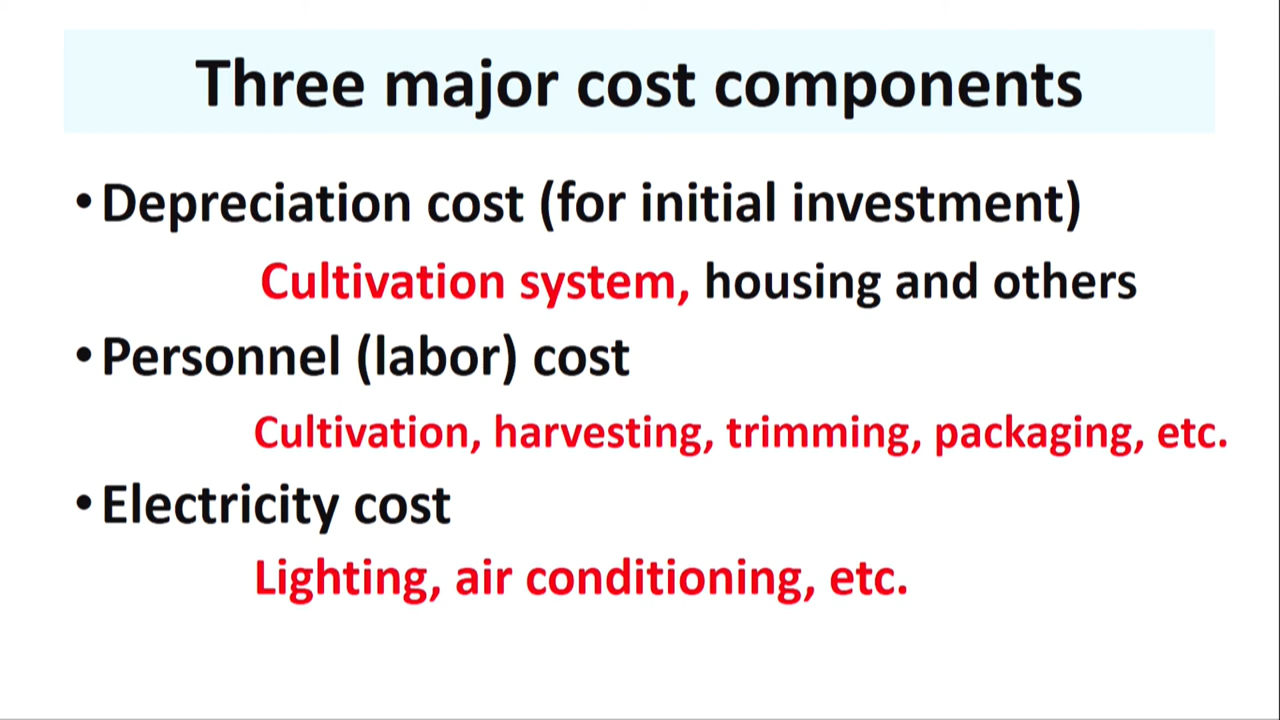 Three major cost components
•Depreciation cost (for initial investment)
Cultivation system, housing and others
•Personnel (labor) cost
Cultivation, harvesting, trimming, packaging, etc.
•Electricity cost
Lighting, air conditioning, etc.